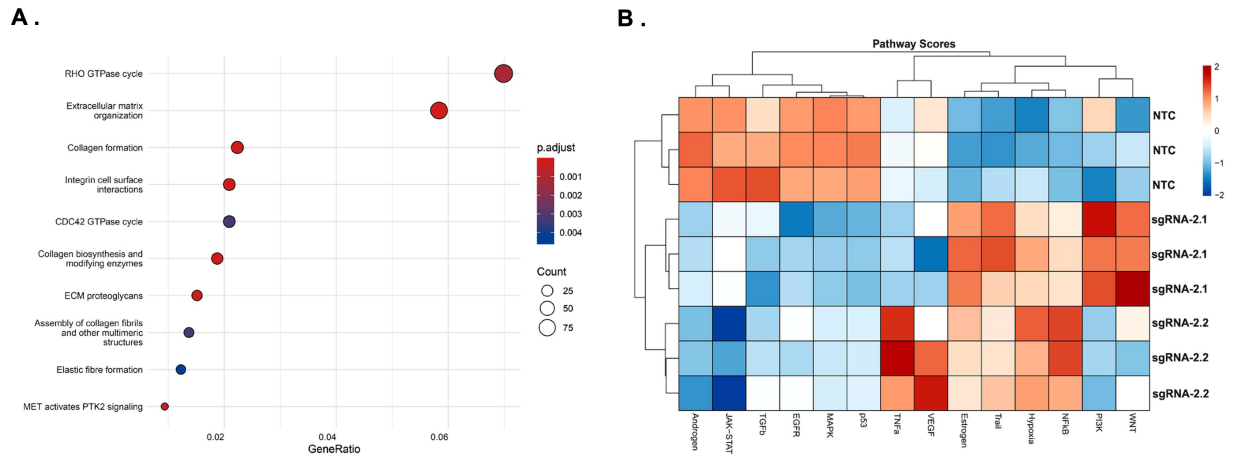 A .
RHO GTPase cycle
Extracellular matrix
organization
Collagen formation
Integrin cell surface
interactions
CDC42 GTPase cycle
Collagen biosynthesis and
modifying enzymes
ECM proteoglycans
Assembly of collagen fibrils
and other multimeric
structures
Elastic fibre formation
MET activates PTK2 signaling
0.02
0.04
0.06
GeneRatio
p.adjust
0.001
0.002
0.003
0.004
Count
25
50
75
B .
Pathway Scores
NTC
NTC
NTC
sgRNA-2.1
sgRNA-2.1
sgRNA-2.1
sgRNA-2.2
sgRNA-2.2
sgRNA-2.2
Androgen
JAK-STAT
TGFb
EGFR
MAPK
p53
TNFa
VEGF
Estrogen
Trail
Hypoxia
NFkB
PI3K
WNT
2
1
0
−1
−2